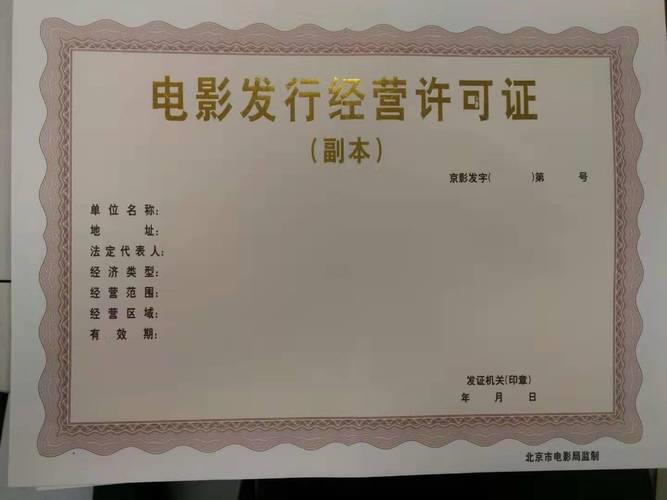 电影发行经营许可证
(副本)
京影发字( )第 号
单位名称:
地 址:
法定代表人:
经济类型:
经营范围:
经营区域:
有效期:
发证机关(印章)
年 月 日
北京市电影局监制